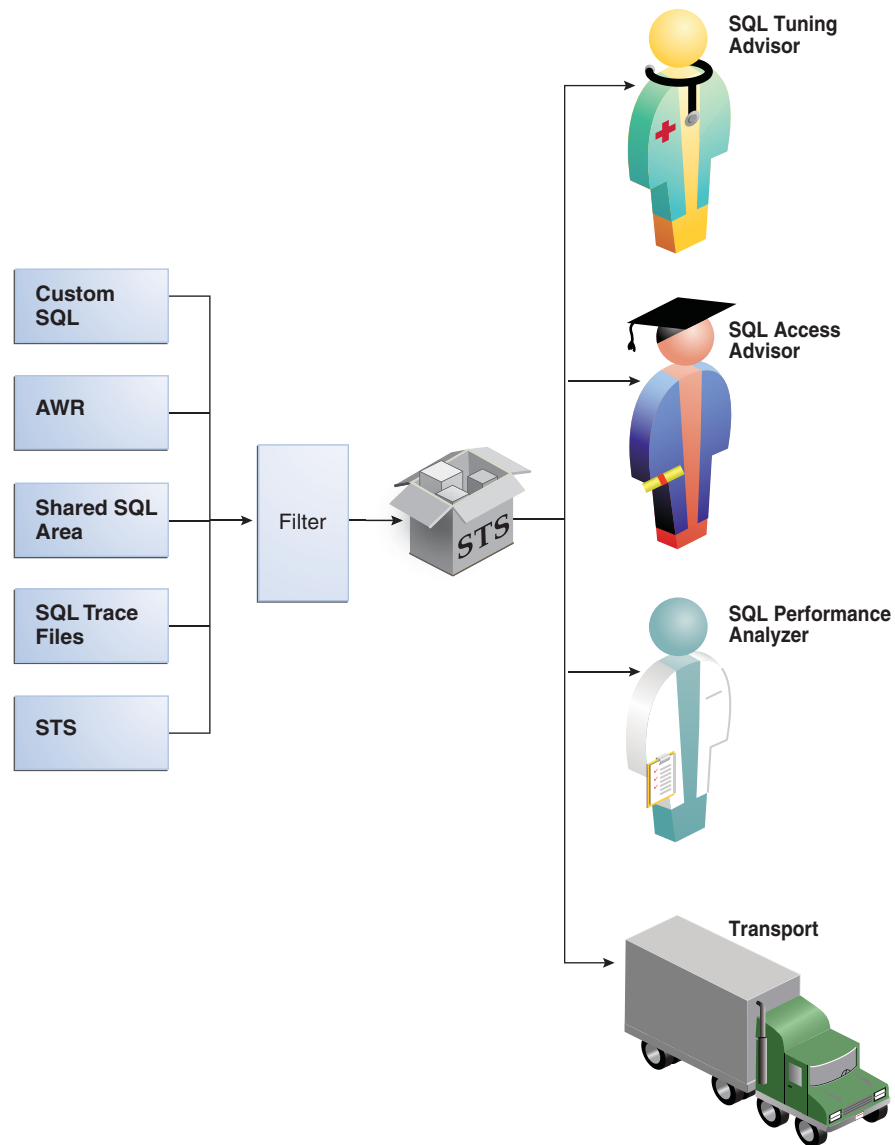 SQL Tuning
Advisor
Custom
SQL
AWR
Shared SQL
Area
SQL Trace
Files
STS
Filter
STS
SQL Access
Advisor
SQL Performance
Analyzer
Transport